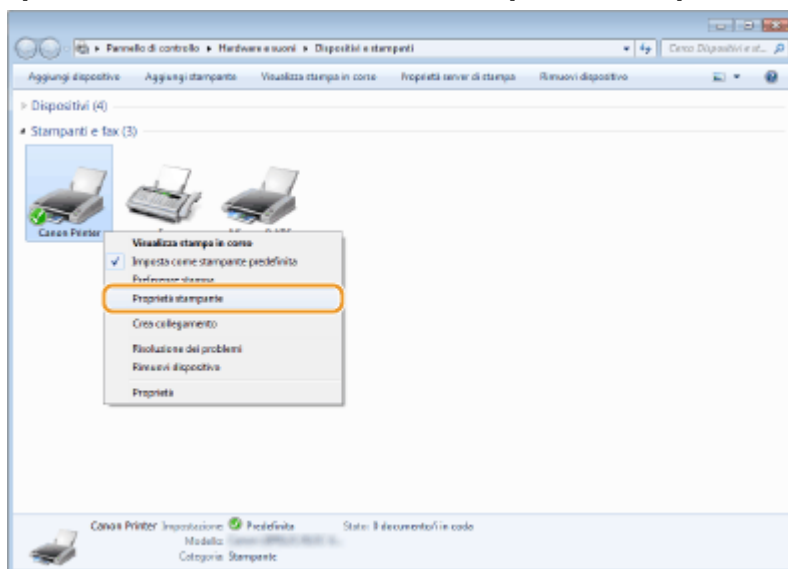 ▸ Pannello di controllo ▸ Hardware e suoni ▸ Dispositivi e stampanti
Cerca Dispositivi e st...
Aggiungi dispositivo Aggiungi stampante Visualizza stampa in corso Proprietà server di stampa Rimuovi dispositivo
Dispositivi (4)
Stampanti e fax (3)
Canon Printer
Visualizza stampa in corso
Imposta come stampante predefinita
Preferenze stampa
Proprietà stampante
Crea collegamento
Risoluzione dei problemi
Rimuovi dispositivo
Proprietà
Canon Printer Impostazione: Predefinita Stato: 0 documento/i in coda
Modello:
Categoria: Stampante